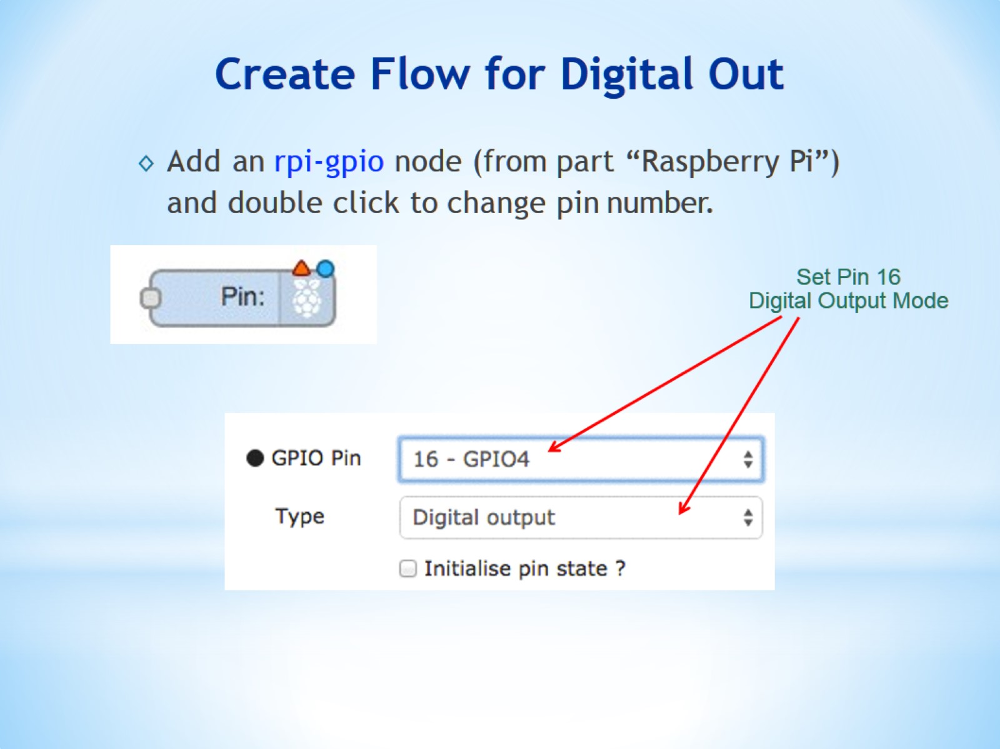 Create Flow for Digital Out
◇ Add an rpi-gpio node (from part “Raspberry Pi”)
and double click to change pin number.
Pin:
Set Pin 16
Digital Output Mode
GPIO Pin
16 - GPIO4
Type
Digital output
Initialise pin state ?